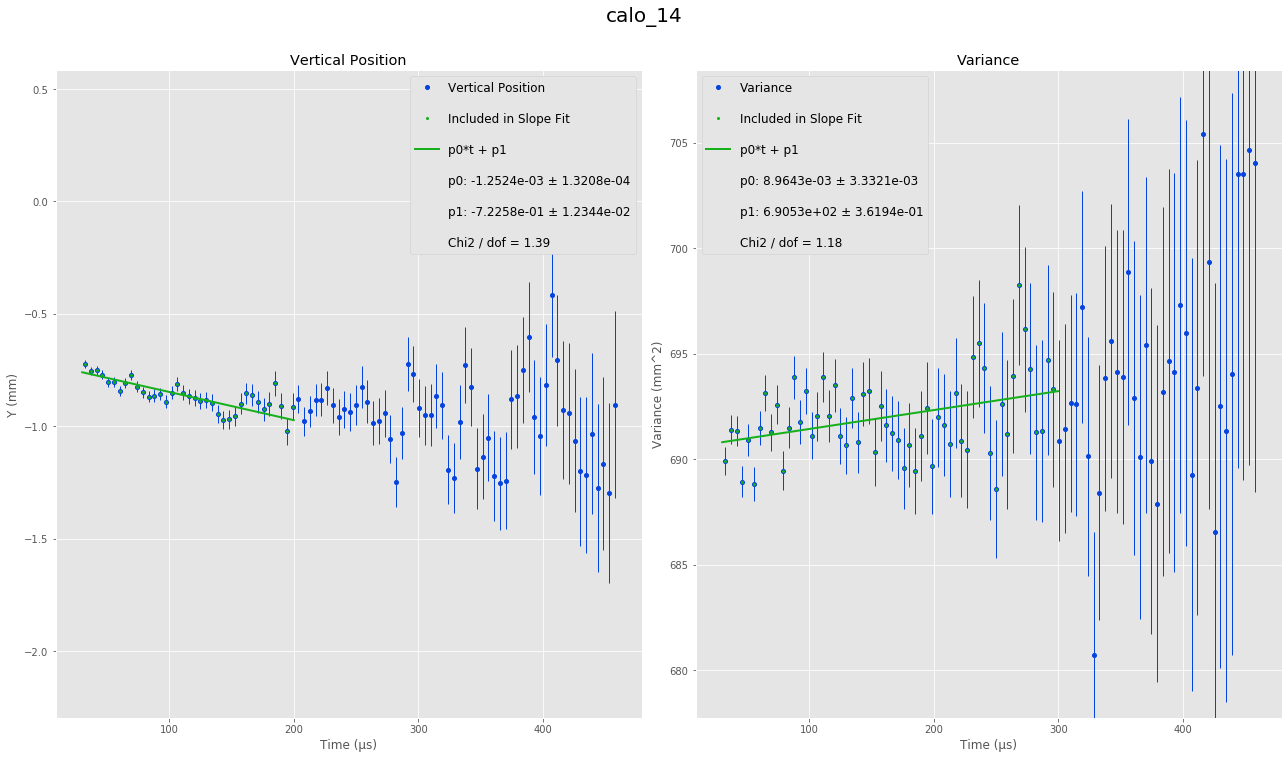 calo_14
Vertical Position
Vertical Position
Included in Slope Fit
p0*t + p1
p0: -1.2524e-03 ± 1.3208e-04
p1: -7.2258e-01 ± 1.2344e-02
Chi2 / dof = 1.39
0.5
0.0
−0.5
−1.0
−1.5
−2.0
Y (mm)
100
200
300
400
Time (μs)
Variance
Variance
Included in Slope Fit
p0*t + p1
p0: 8.9643e-03 ± 3.3321e-03
p1: 6.9053e+02 ± 3.6194e-01
Chi2 / dof = 1.18
705
700
695
690
685
680
Variance (mm^2)
100
200
300
400
Time (μs)